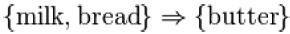 {milk, bread} ⇒ {butter}